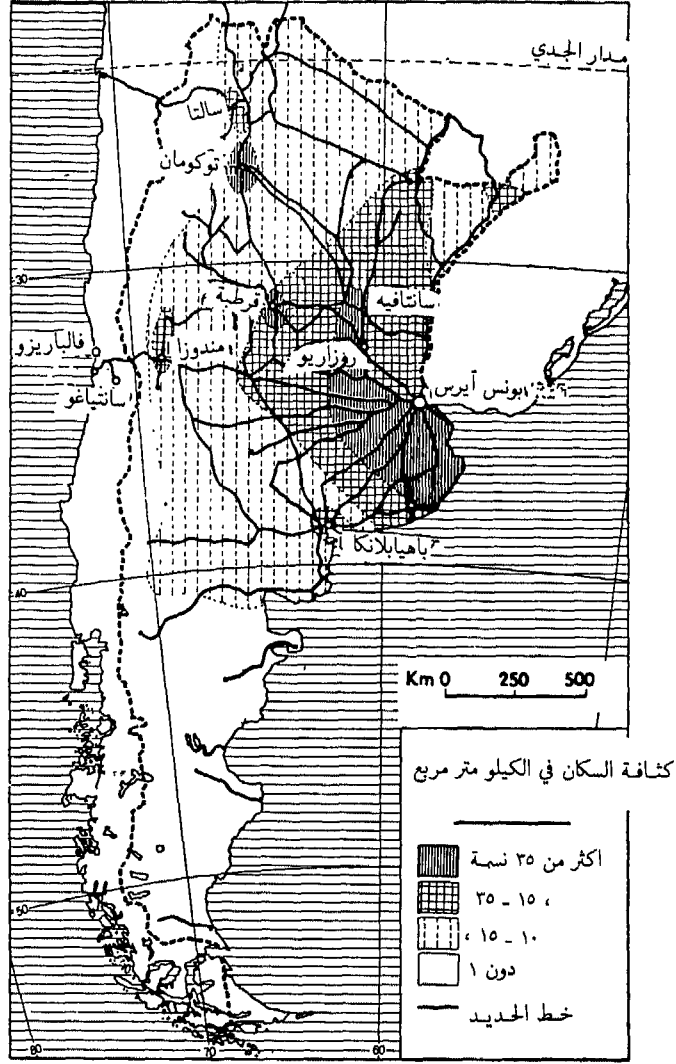 مدار الجدي
سالتا
توكومان
30
قرطبة
سانتافيه
فالباريزو
مندوزا
روزاريو
سانتياغو
بونس آيرس
باهيابلانكا
40
Km 0 250 500
كثافة السكان في الكيلو متر مربع
اكثر من ٣٥ نسمة
١٥ - ٣٥ ،
١٠ - ١٥ ،
دون ١
خط الحديد
50
80
70
60